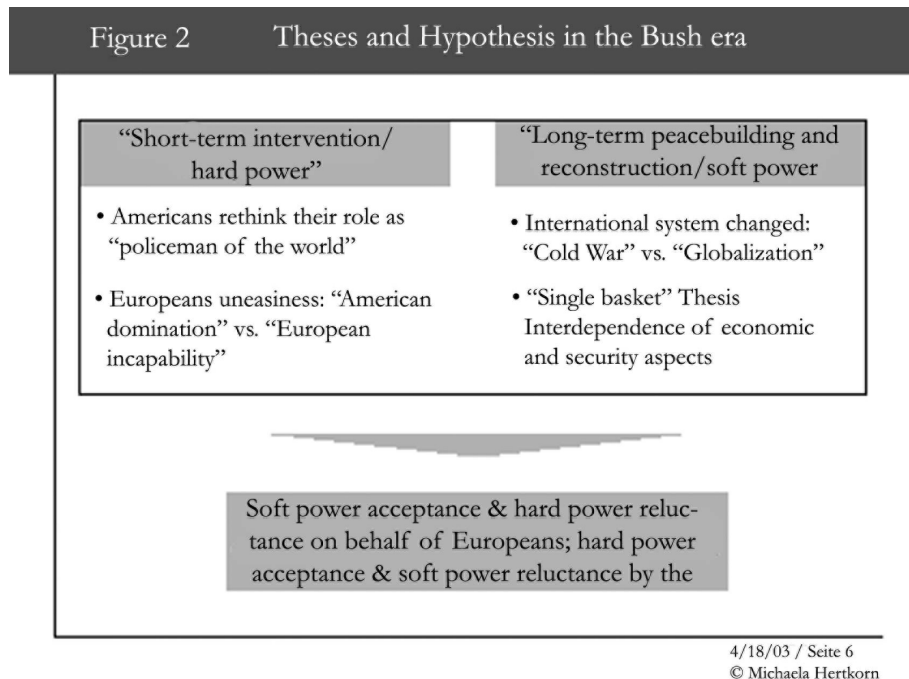 Figure 2
Theses and Hypothesis in the Bush era
“Short-term intervention/
hard power”
• Americans rethink their role as
“policeman of the world”
• Europeans uneasiness: “American
domination” vs. “European
incapability”
“Long-term peacebuilding and
reconstruction/soft power
• International system changed:
“Cold War” vs. “Globalization”
• “Single basket” Thesis
Interdependence of economic
and security aspects
Soft power acceptance & hard power reluc-
tance on behalf of Europeans; hard power
acceptance & soft power reluctance by the
4/18/03 / Seite 6
© Michaela Hertkorn